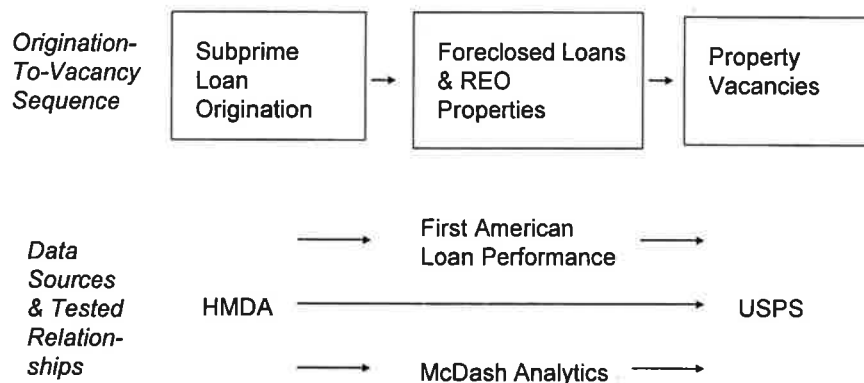 Origination-
To-Vacancy
Sequence
Subprime
Loan
Origination
Foreclosed Loans
& REO
Properties
Property
Vacancies
Data
Sources
& Tested
Relation-
ships
First American
Loan Performance
HMDA
USPS
McDash Analytics